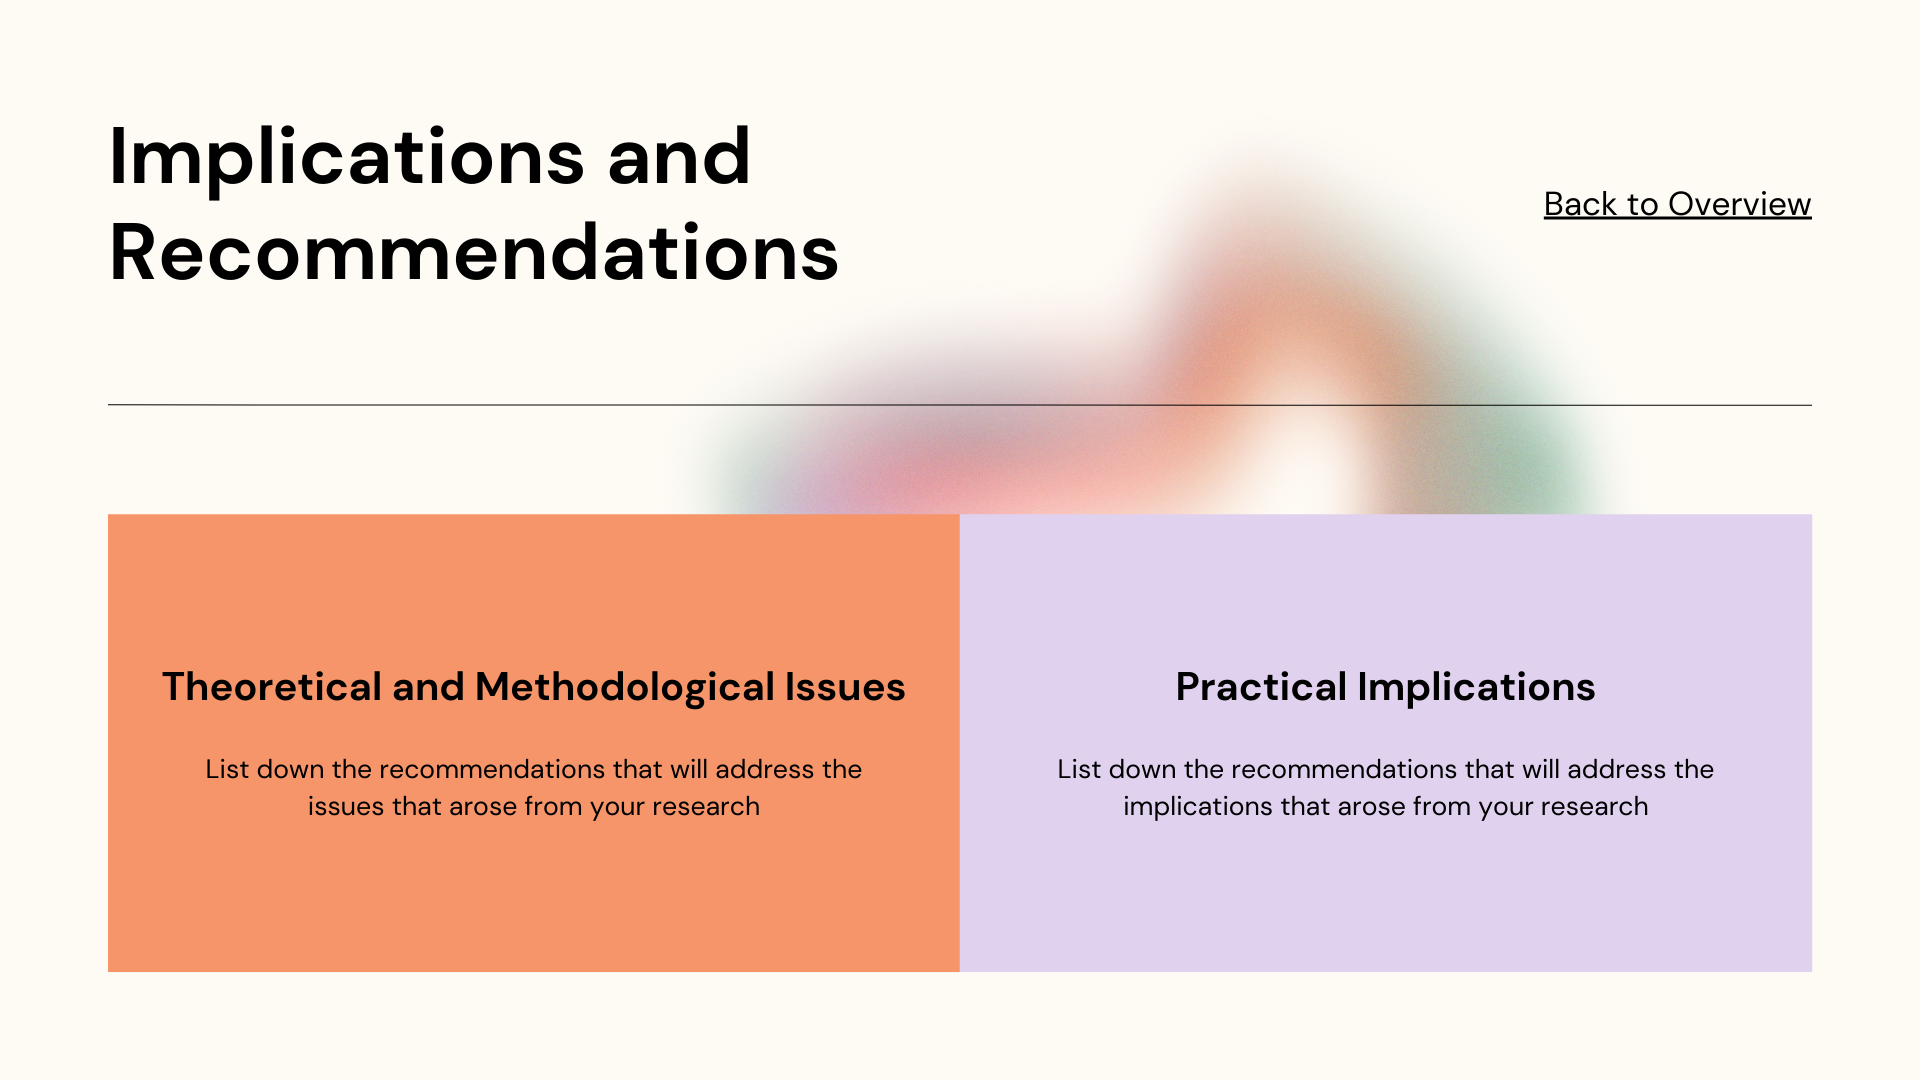 Implications and
Recommendations
Back to Overview
Theoretical and Methodological Issues
List down the recommendations that will address the
issues that arose from your research
Practical Implications
List down the recommendations that will address the
implications that arose from your research